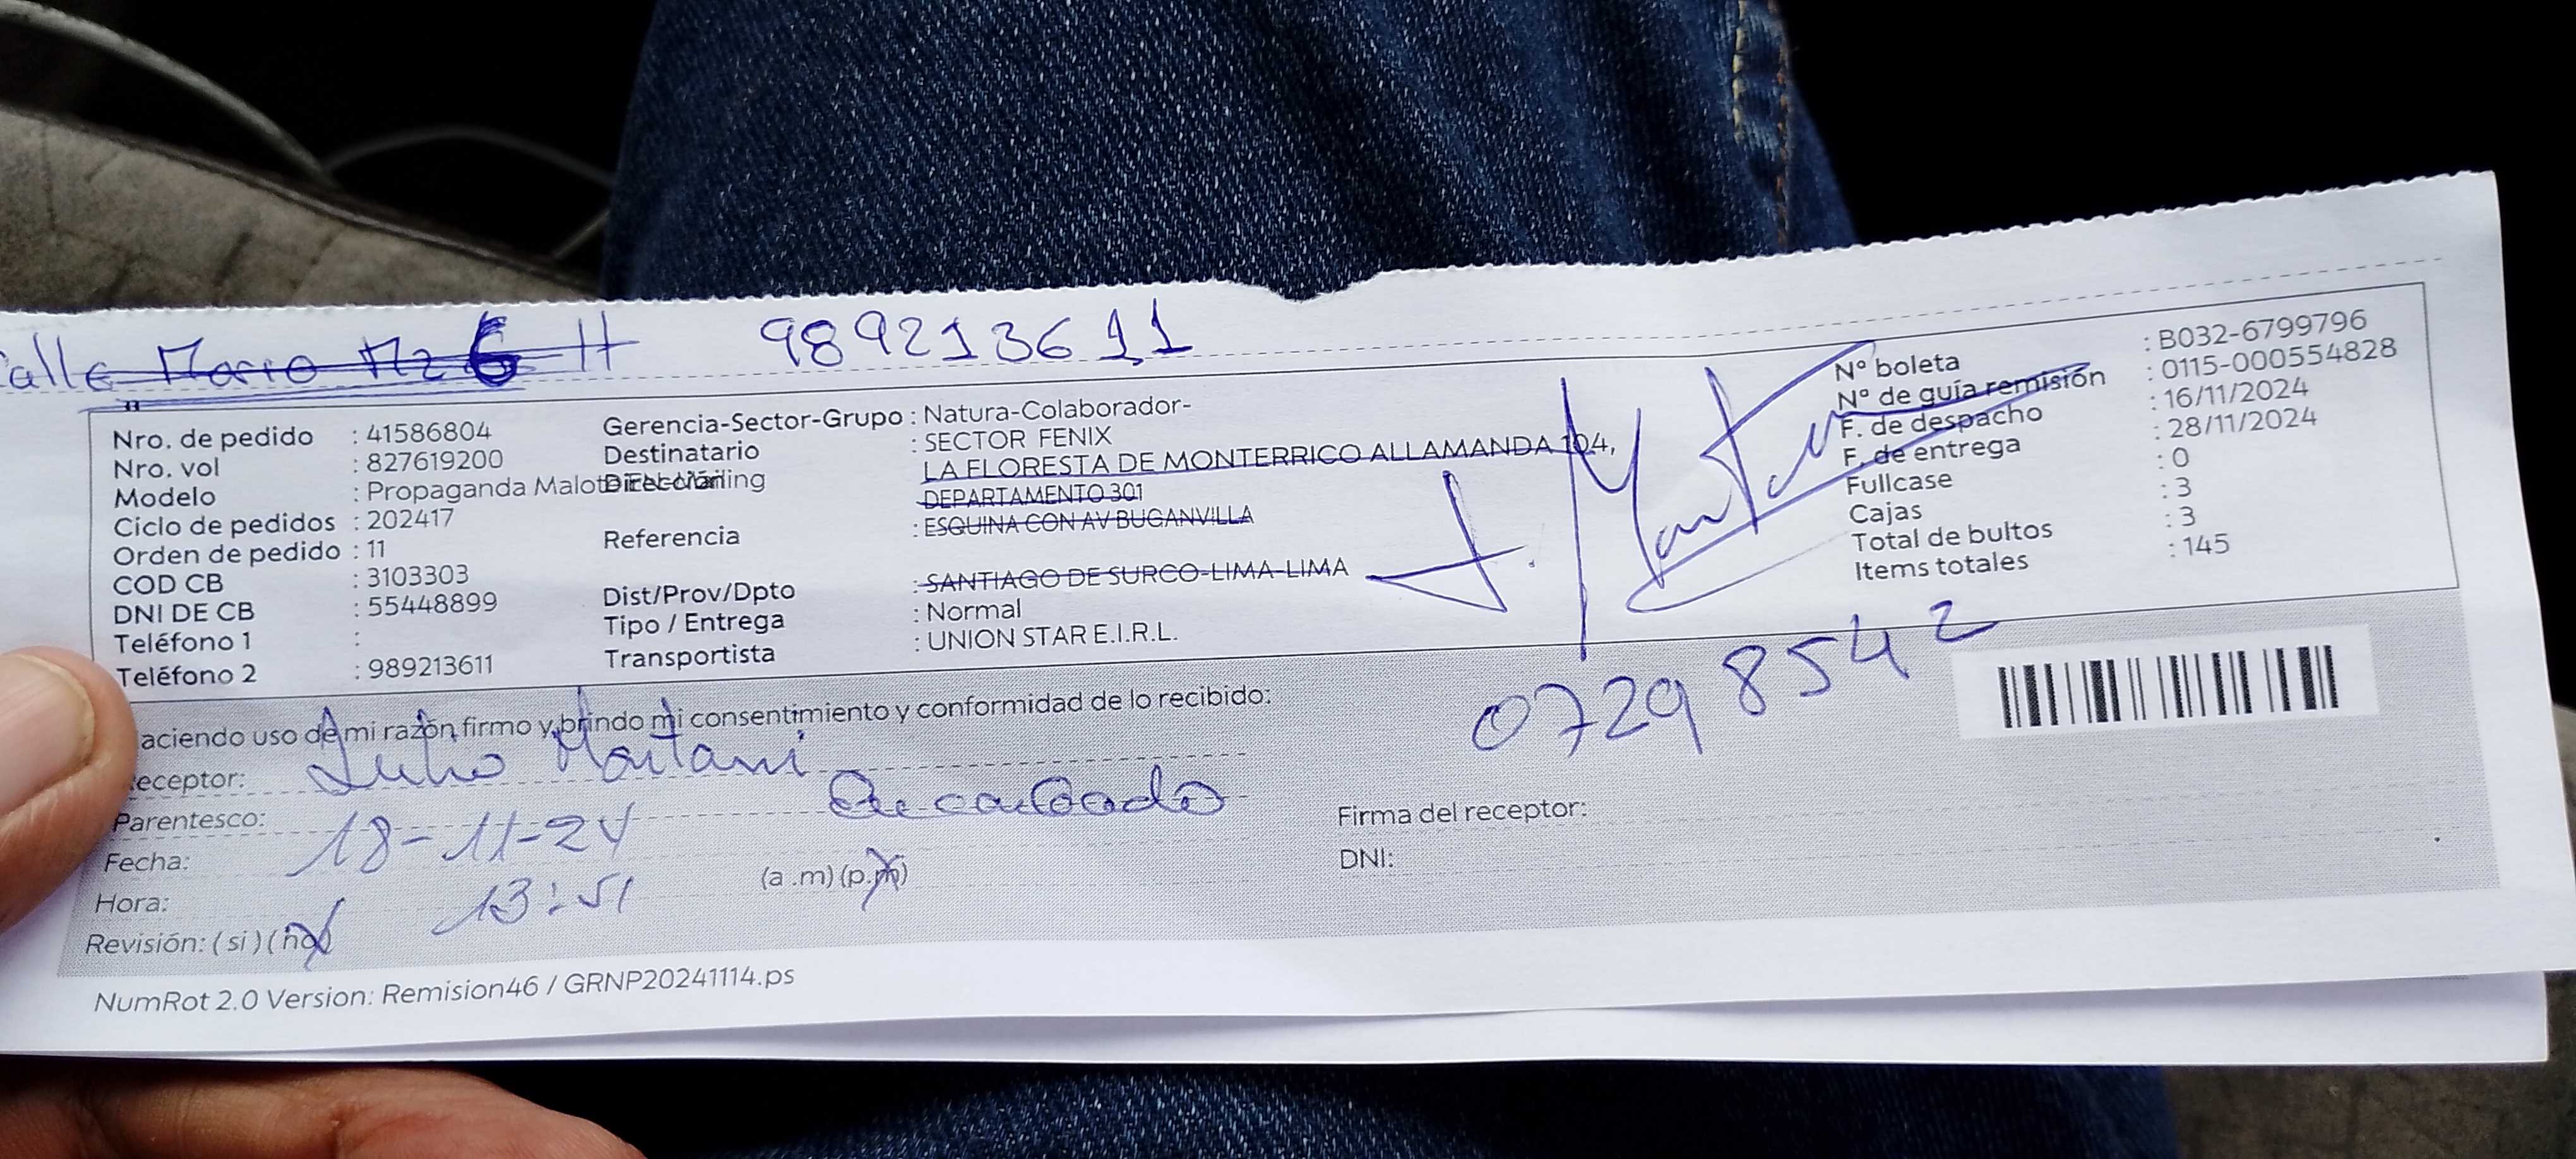 alle Mz 6 H 989213611
Nro. de pedido : 41586804
Nro. vol : 827619200
Modelo : Propaganda Malot
Ciclo de pedidos : 202417
Orden de pedido : 11
COD CB : 3103303
DNI DE CB : 55448899
Teléfono 1 :
Teléfono 2 : 989213611
Gerencia-Sector-Grupo : Natura-Colaborador-
Destinatario : SECTOR FENIX
Dirección LA FLORESTA DE MONTERRICO ALLAMANDA 104,
DEPARTAMENTO 301
Referencia : ESQUINA CON AV BUGANVILLA
Dist/Prov/Dpto : SANTIAGO DE SURCO-LIMA-LIMA
Tipo / Entrega : Normal
Transportista : UNION STAR E.I.R.L.
N° boleta : B032-6799796
N° de guía remisión : 0115-000554828
F. de despacho : 16/11/2024
F. de entrega : 28/11/2024
Fullcase : 0
Cajas : 3
Total de bultos : 3
Items totales : 145
07298542
aciendo uso de mi razón firmo y brindo mi consentimiento y conformidad de lo recibido:
eceptor: Julio
Parentesco: Encargado
Fecha: 18-11-24
Hora: 13:51 (a .m) (p.m)
Revisión: ( si ) ( no)
Firma del receptor:
DNI:
NumRot 2.0 Version: Remision46 / GRNP20241114.ps